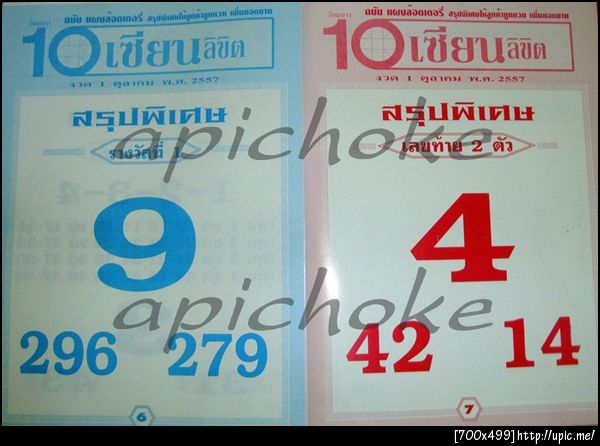 ฉบับ แผงล๊อตเตอรี่ สรุปพิเศษให้ลูกค้าถูกหวย เพิ่มยอดขาย
นิตยสาร
10 เซียนลิขิต
งวด 1 ตุลาคม พ.ศ. 2557
สรุปพิเศษ
รางวัลที่ 1
9
296 279
6
ฉบับ แผงล๊อตเตอรี่ สรุปพิเศษให้ลูกค้าถูกหวย เพิ่มยอดขาย
นิตยสาร
10 เซียนลิขิต
งวด 1 ตุลาคม พ.ศ. 2557
สรุปพิเศษ
เลขท้าย 2 ตัว
4
42 14
7
apichoke
apichoke
[700x499]http://upic.me/